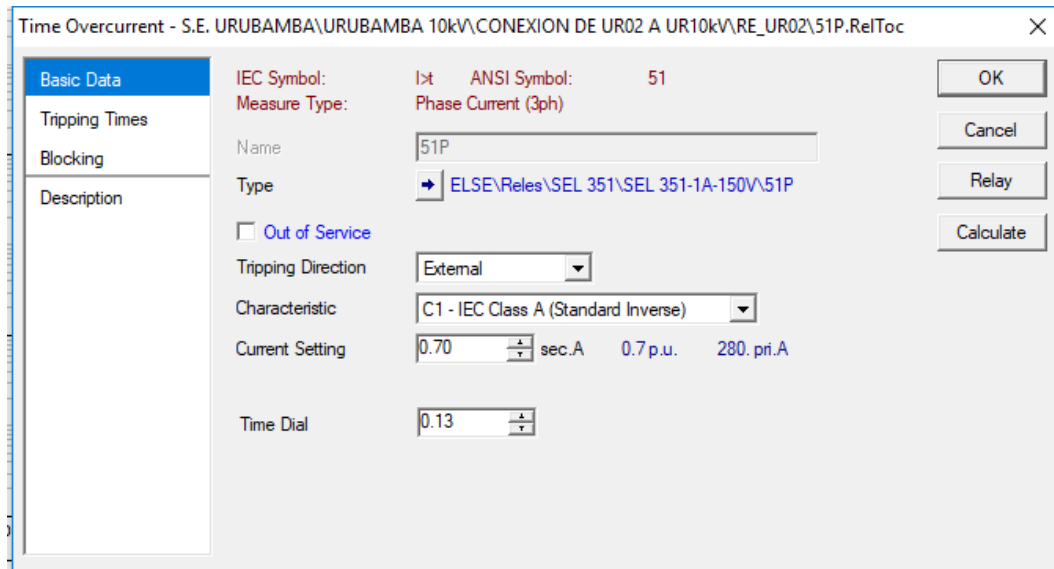 Time Overcurrent - S.E. URUBAMBA\URUBAMBA 10kV\CONEXION DE UR02 A UR10kV\RE_UR02\51P.RelToc
Basic Data
Tripping Times
Blocking
Description
IEC Symbol: I>t ANSI Symbol: 51
Measure Type: Phase Current (3ph)
Name 51P
Type ELSE\Reles\SEL 351\SEL 351-1A-150V\51P
Out of Service
Tripping Direction External
Characteristic C1 - IEC Class A (Standard Inverse)
Current Setting 0.70 sec.A 0.7 p.u. 280. pri.A
Time Dial 0.13
OK
Cancel
Relay
Calculate